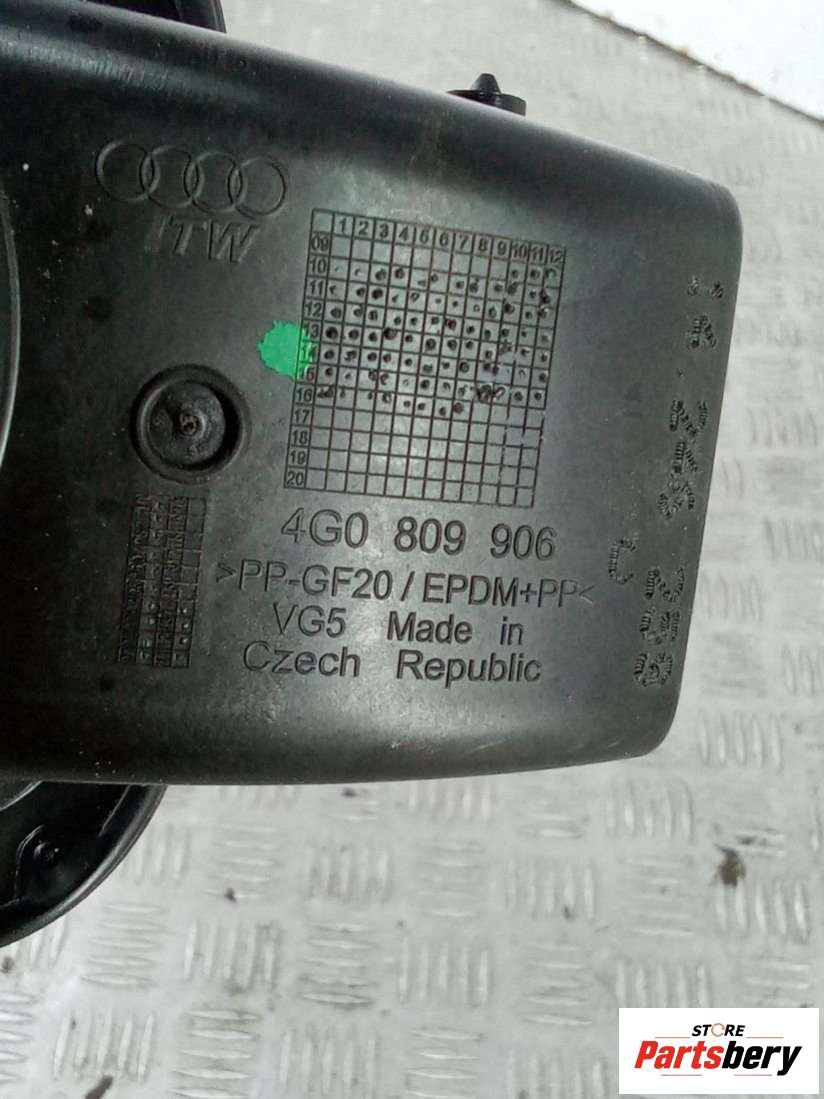 ITW
1 2 3 4 5 6 7 8 9 10 11 12
09
10
11
12
13
14
15
16
17
18
19
20
4G0 809 906
>PP-GF20 / EPDM+PP<
VG5 Made in
Czech Republic
STORE
Partsbery